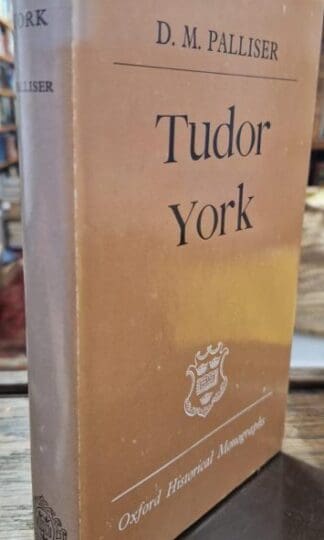 YORK
PALLISER
D. M. PALLISER
Tudor
York
Oxford Historical Monographs